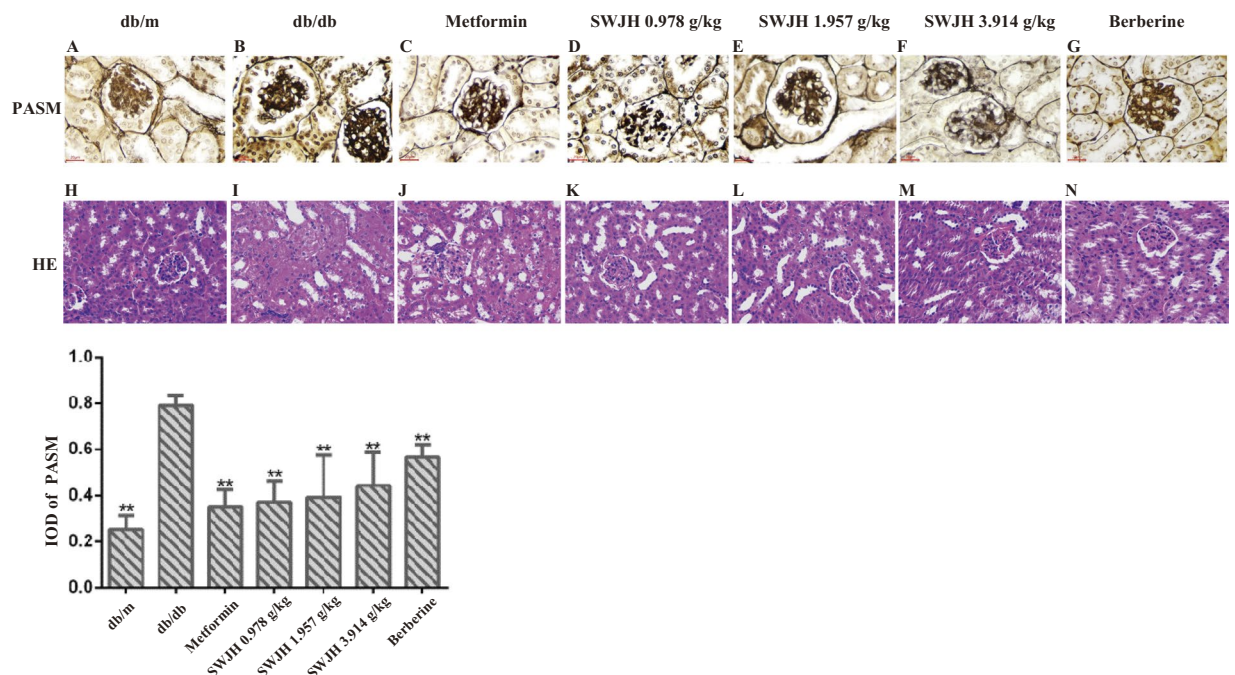 db/m db/db Metformin SWJH 0.978 g/kg SWJH 1.957 g/kg SWJH 3.914 g/kg Berberine
A B C D E F G
PASM
H I J K L M N
HE
1.0
0.8
0.6
0.4
0.2
0.0
IOD of PASM
** ** ** ** ** **
db/m
db/db
Metformin
SWJH 0.978 g/kg
SWJH 1.957 g/kg
SWJH 3.914 g/kg
Berberine